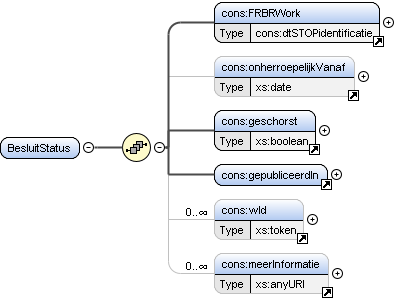 cons:FRBRWork
Type cons:dtSTOPidentificatie
cons:onherroepelijkVanaf
Type xs:date
cons:geschorst
Type xs:boolean
BesluitStatus
cons:gepubliceerdIn
0..∞
cons:wId
Type xs:token
0..∞
cons:meerInformatie
Type xs:anyURI